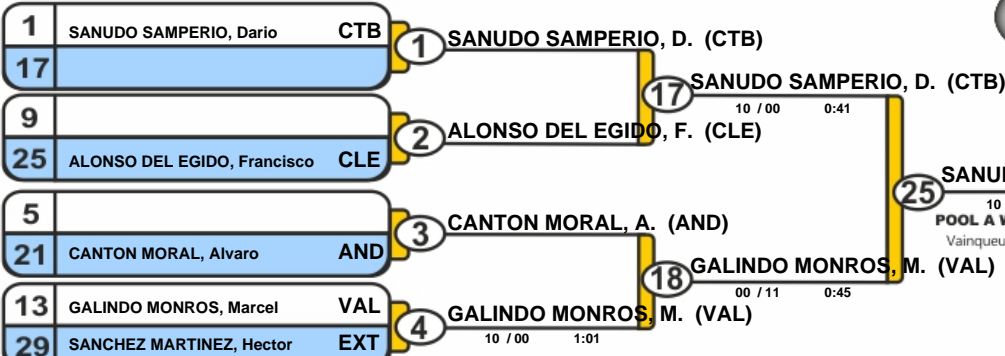 1 SANUDO SAMPERIO, Dario CTB
17
9
25 ALONSO DEL EGIDO, Francisco CLE
5
21 CANTON MORAL, Alvaro AND
13 GALINDO MONROS, Marcel VAL
29 SANCHEZ MARTINEZ, Hector EXT
1 SANUDO SAMPERIO, D. (CTB)
2 ALONSO DEL EGIDO, F. (CLE)
3 CANTON MORAL, A. (AND)
4 GALINDO MONROS, M. (VAL)
10 / 00 1:01
17 SANUDO SAMPERIO, D. (CTB)
10 / 00 0:41
18 GALINDO MONROS, M. (VAL)
00 / 11 0:45
25
10
POOL A